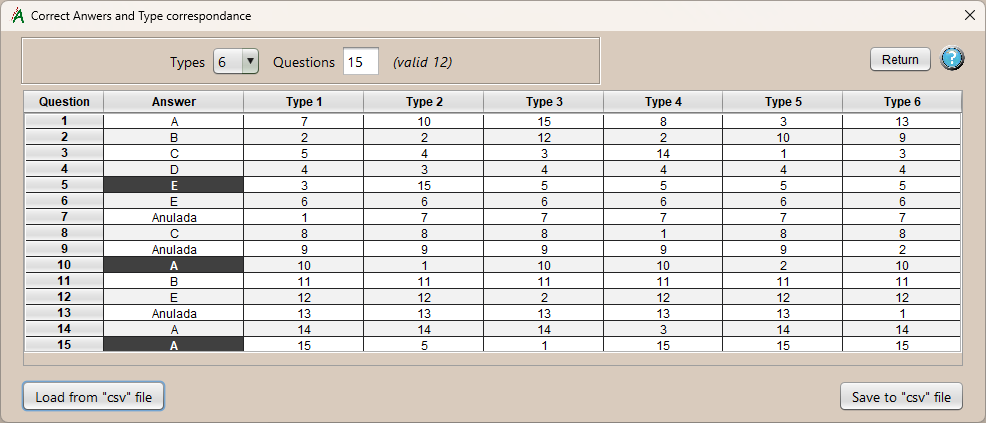 Correct Anwers and Type correspondance
Types 6 Questions 15 (valid 12) Return ?
Question Answer Type 1 Type 2 Type 3 Type 4 Type 5 Type 6
1 A 7 10 15 8 3 13
2 B 2 2 12 2 10 9
3 C 5 4 3 14 1 3
4 D 4 3 4 4 4 4
5 E 3 15 5 5 5 5
6 E 6 6 6 6 6 6
7 Anulada 1 7 7 7 7 7
8 C 8 8 8 1 8 8
9 Anulada 9 9 9 9 9 2
10 A 10 1 10 10 2 10
11 B 11 11 11 11 11 11
12 E 12 12 2 12 12 12
13 Anulada 13 13 13 13 13 1
14 A 14 14 14 3 14 14
15 A 15 5 1 15 15 15
Load from "csv" file Save to "csv" file